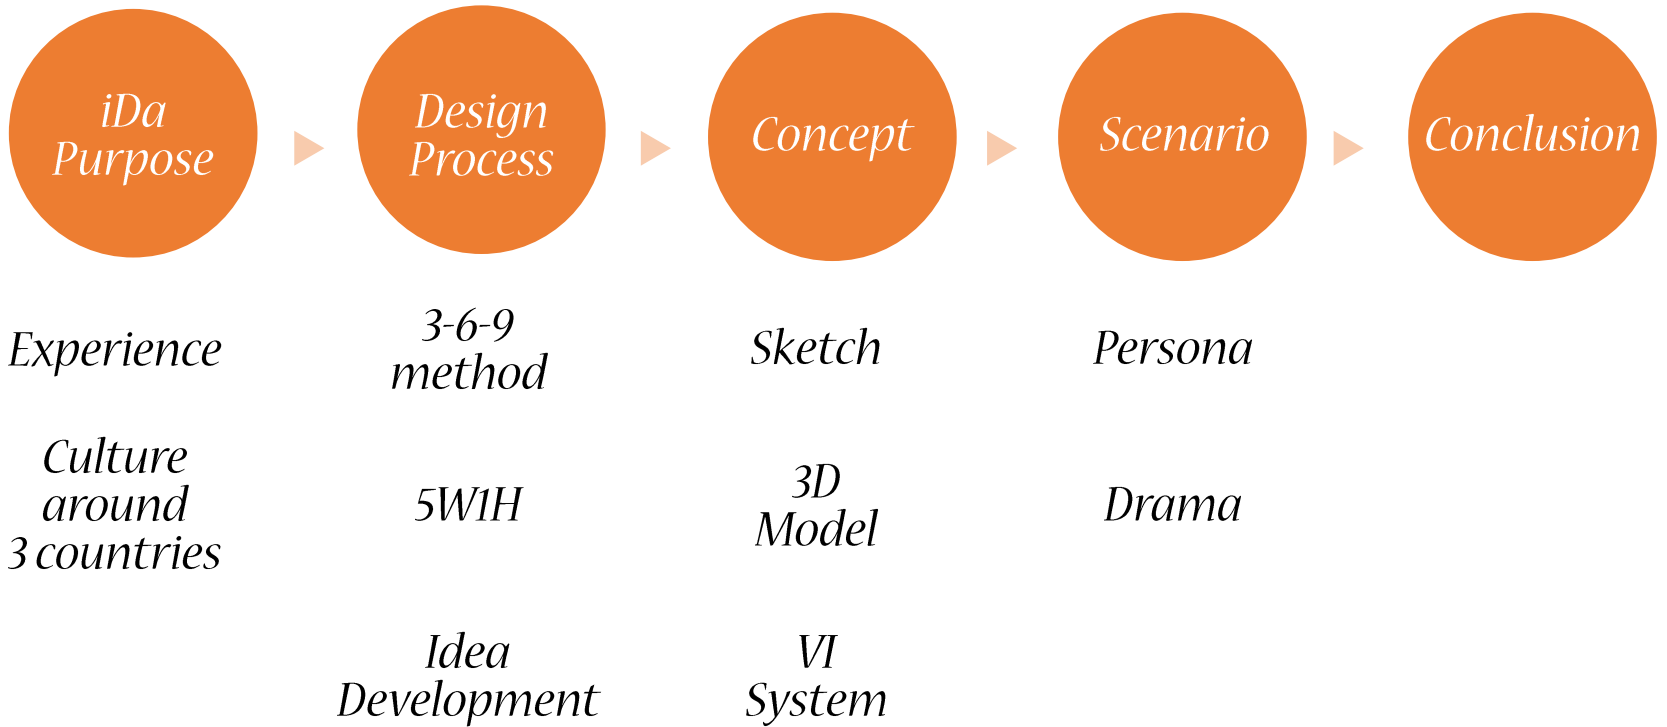 iDa
Purpose
Design
Process
Concept
Scenario
Conclusion
Experience
3-6-9
method
Sketch
Persona
Culture
around
3 countries
5W1H
3D
Model
Drama
Idea
Development
VI
System